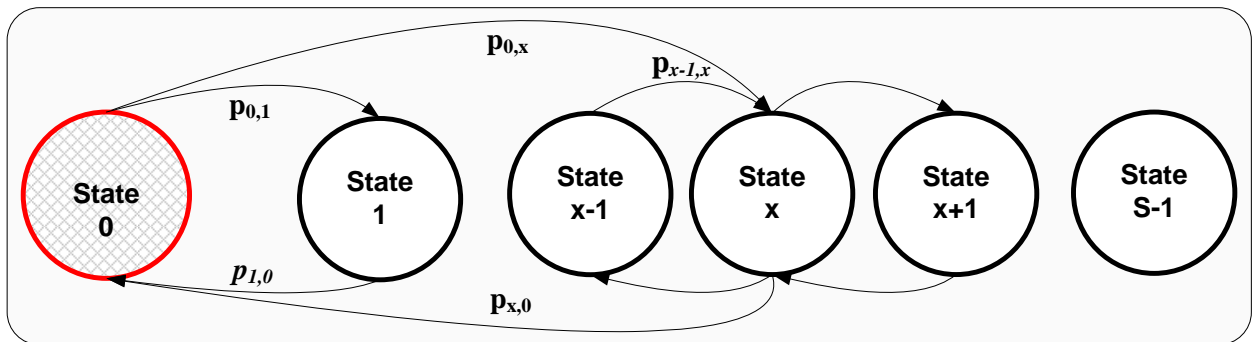 p0,x
px-1,x
p0,1
State
0
State
1
State
x-1
State
x
State
x+1
State
S-1
p1,0
px,0